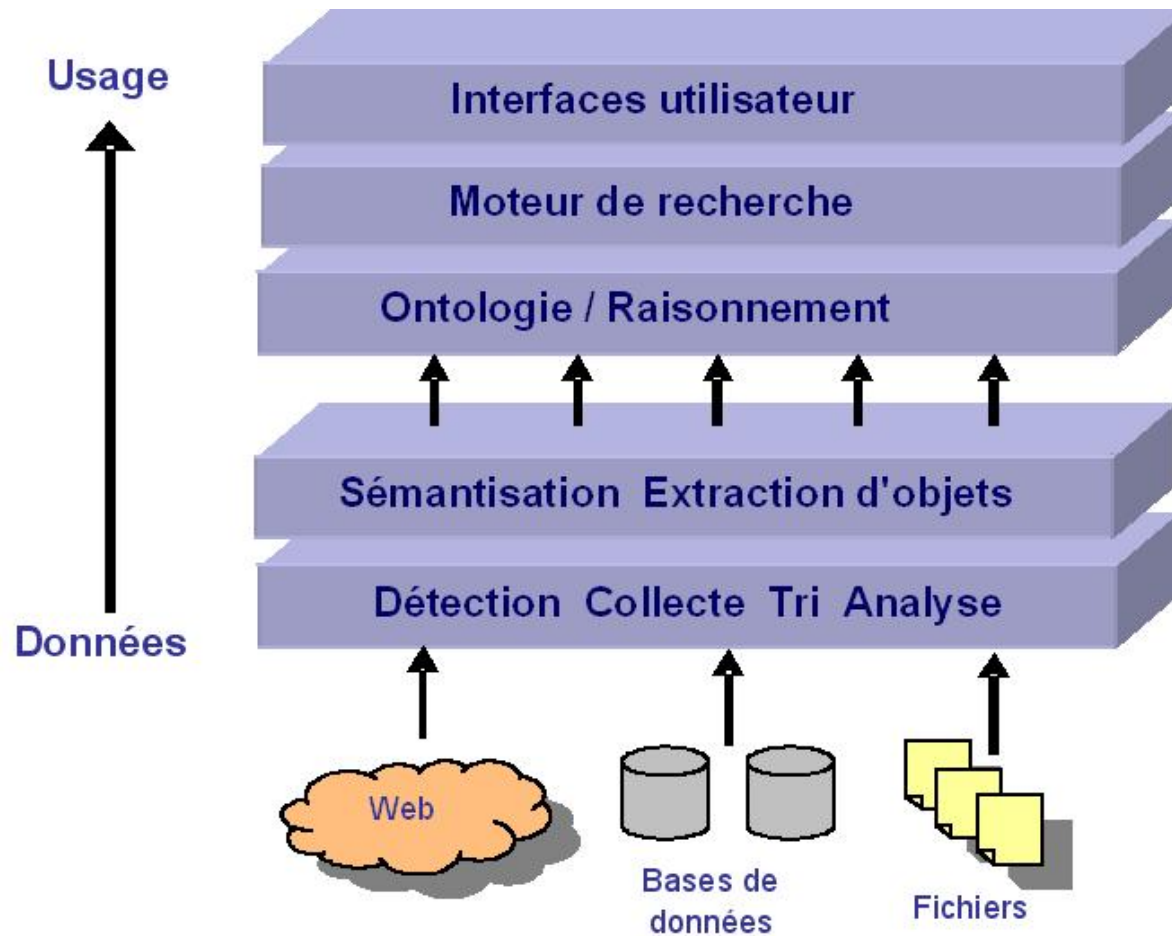 Usage
Interfaces utilisateur
Moteur de recherche
Ontologie / Raisonnement
Sémantisation Extraction d'objets
Détection Collecte Tri Analyse
Données
Web
Bases de
données
Fichiers